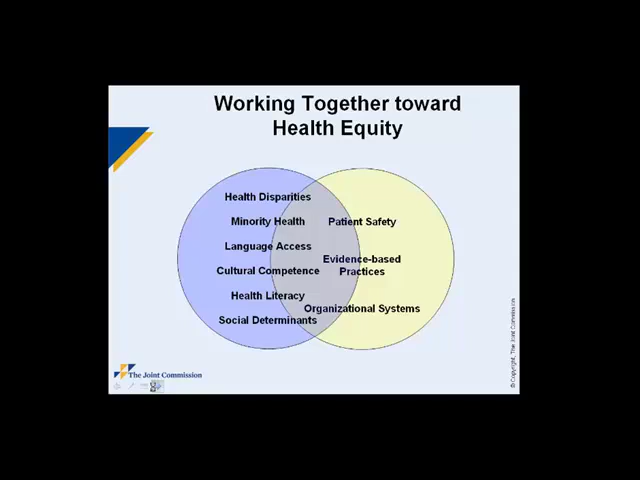 Working Together toward
Health Equity
Health Disparities
Minority Health
Language Access
Cultural Competence
Health Literacy
Social Determinants
Patient Safety
Evidence-based
Practices
Organizational Systems
The Joint Commission
© Copyright, The Joint Commission